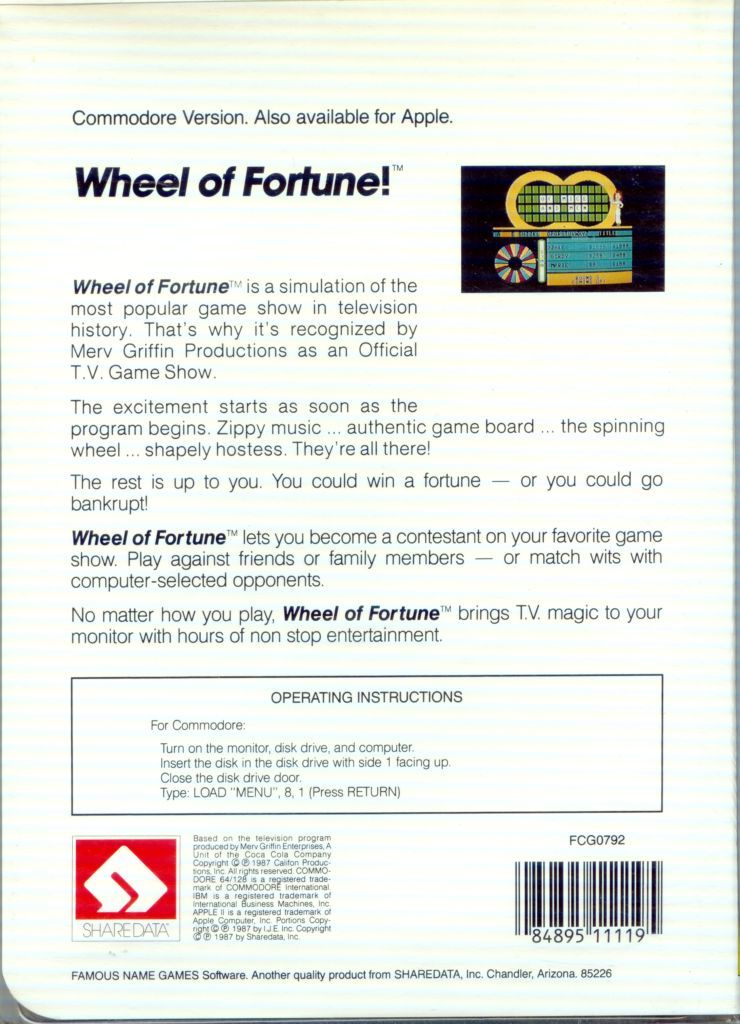 Commodore Version. Also available for Apple.
Wheel of Fortune!™
Wheel of Fortune™ is a simulation of the
most popular game show in television
history. That's why it's recognized by
Merv Griffin Productions as an Official
T.V. Game Show.
The excitement starts as soon as the
program begins. Zippy music ... authentic game board ... the spinning
wheel ... shapely hostess. They're all there!
The rest is up to you. You could win a fortune — or you could go
bankrupt!
Wheel of Fortune™ lets you become a contestant on your favorite game
show. Play against friends or family members — or match wits with
computer-selected opponents.
No matter how you play, Wheel of Fortune™ brings T.V. magic to your
monitor with hours of non stop entertainment.
OPERATING INSTRUCTIONS
For Commodore:
Turn on the monitor, disk drive, and computer.
Insert the disk in the disk drive with side 1 facing up.
Close the disk drive door.
Type: LOAD "MENU", 8, 1 (Press RETURN)
SHAREDATA
Based on the television program
produced by Merv Griffin Enterprises, A
Unit of the Coca Cola Company
Copyright © ℗ 1987 Califon Produc-
tions, Inc. All rights reserved. COMMO-
DORE 64/128 is a registered trade-
mark of COMMODORE International.
IBM is a registered trademark of
International Business Machines, Inc.
APPLE II is a registered trademark of
Apple Computer, Inc. Portions Copy-
right © ℗ 1987 by I.J.E. Inc. Copyright
© ℗ 1987 by Sharedata, Inc.
FCG0792
84895 11119
FAMOUS NAME GAMES Software. Another quality product from SHAREDATA, Inc. Chandler, Arizona. 85226